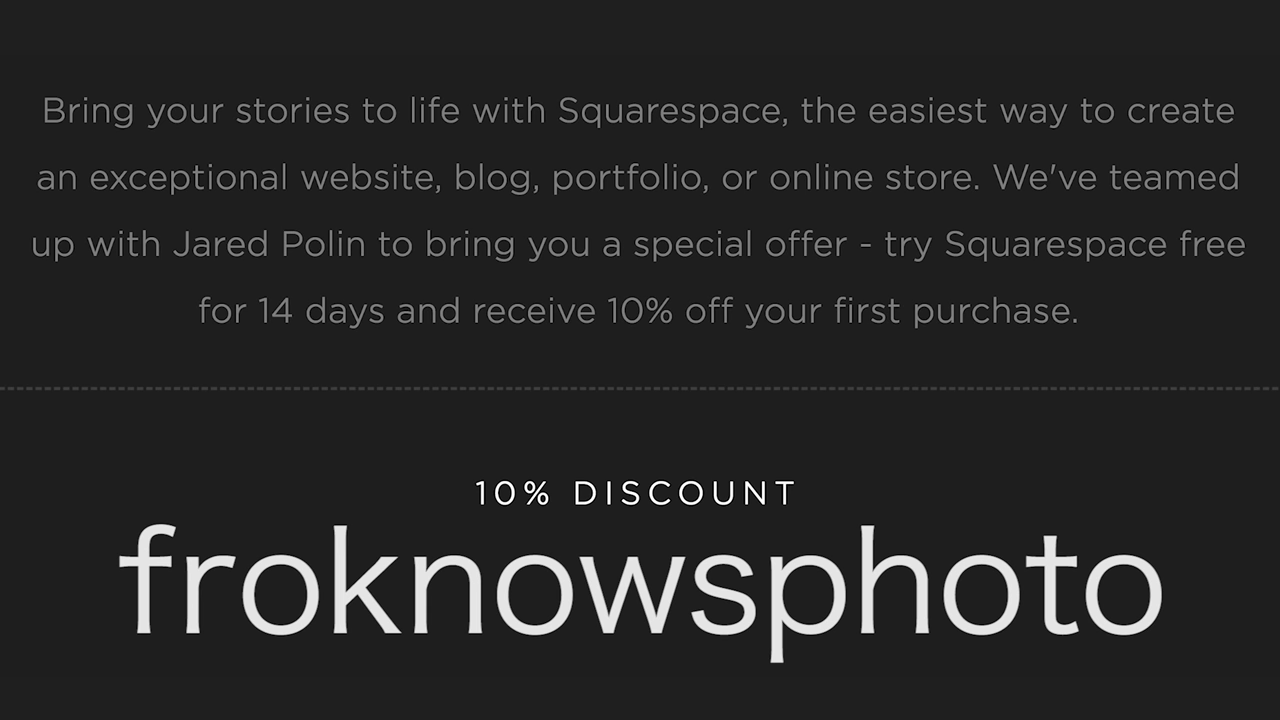 Bring your stories to life with Squarespace, the easiest way to create
an exceptional website, blog, portfolio, or online store. We've teamed
up with Jared Polin to bring you a special offer - try Squarespace free
for 14 days and receive 10% off your first purchase.
10% DISCOUNT
froknowsphoto